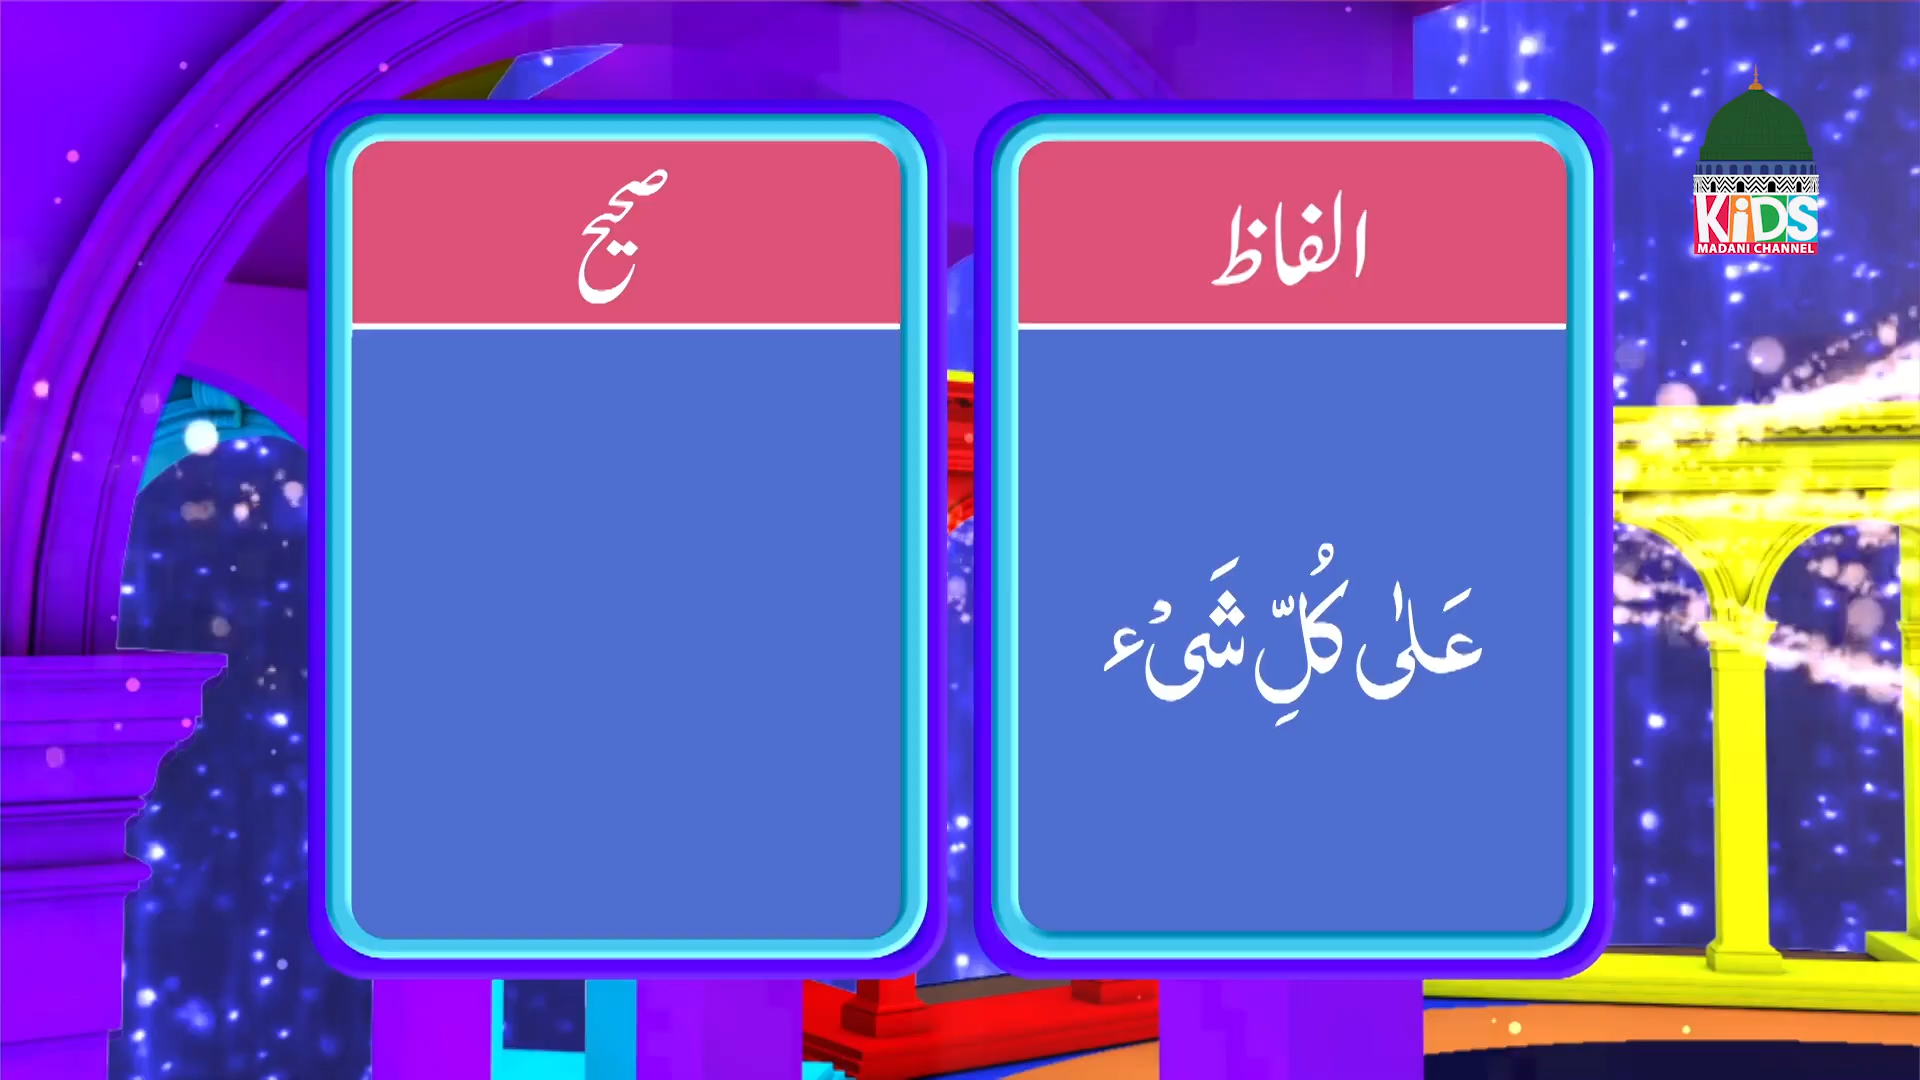 الفاظ
صحیح
عَلٰی کُلِّ شَیْء
KiDS
MADANI CHANNEL